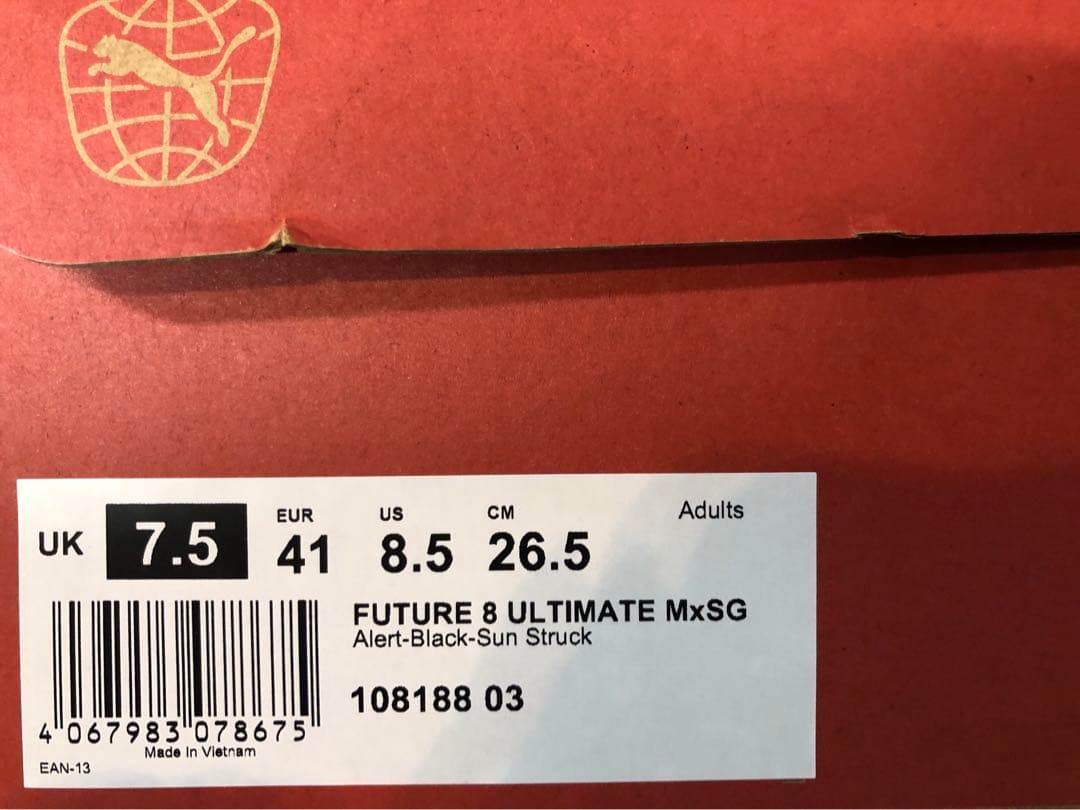 UK 7.5 EUR 41 US 8.5 CM 26.5 Adults
FUTURE 8 ULTIMATE MxSG
Alert-Black-Sun Struck
108188 03
4 067983 078675
Made In Vietnam
EAN-13